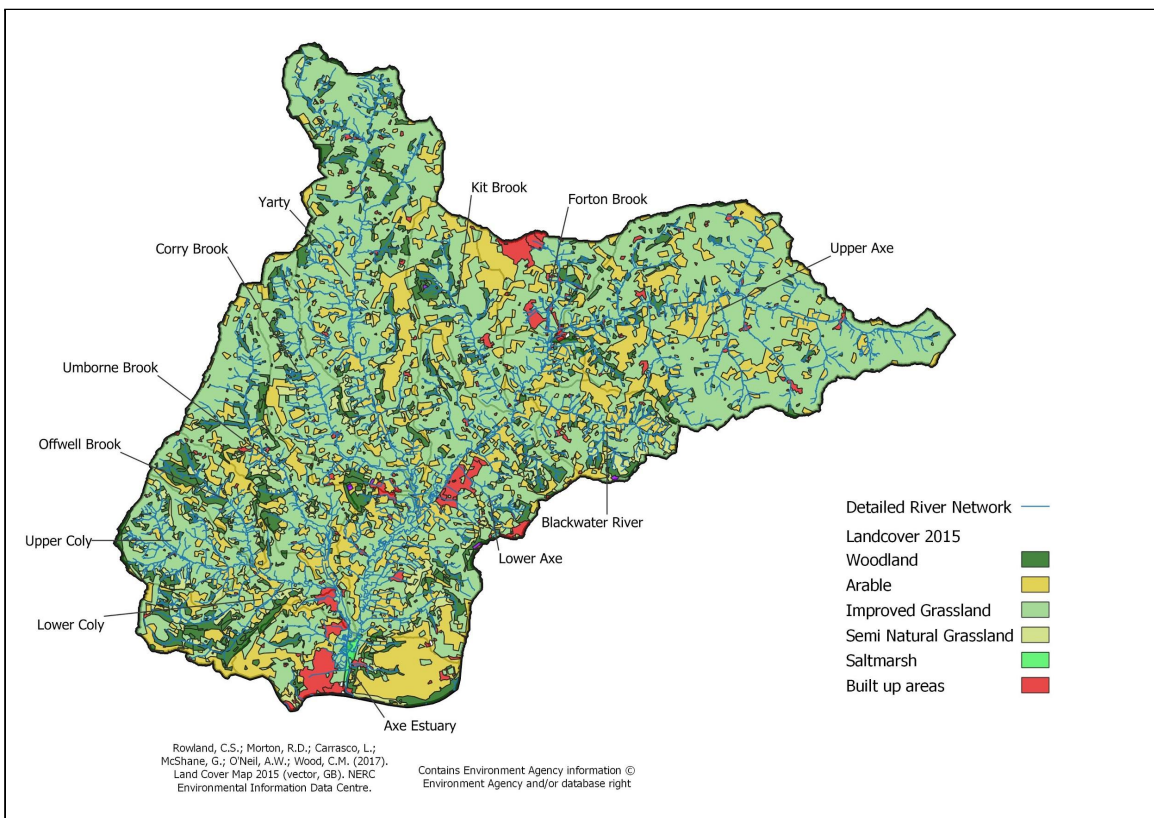 Kit Brook
Forton Brook
Yarty
Corry Brook
Upper Axe
Umborne Brook
Offwell Brook
Blackwater River
Upper Coly
Lower Axe
Lower Coly
Axe Estuary
Detailed River Network
Landcover 2015
Woodland
Arable
Improved Grassland
Semi Natural Grassland
Saltmarsh
Built up areas
Rowland, C.S.; Morton, R.D.; Carrasco, L.;
McShane, G.; O'Neil, A.W.; Wood, C.M. (2017).
Land Cover Map 2015 (vector, GB). NERC
Environmental Information Data Centre.
Contains Environment Agency information ©
Environment Agency and/or database right